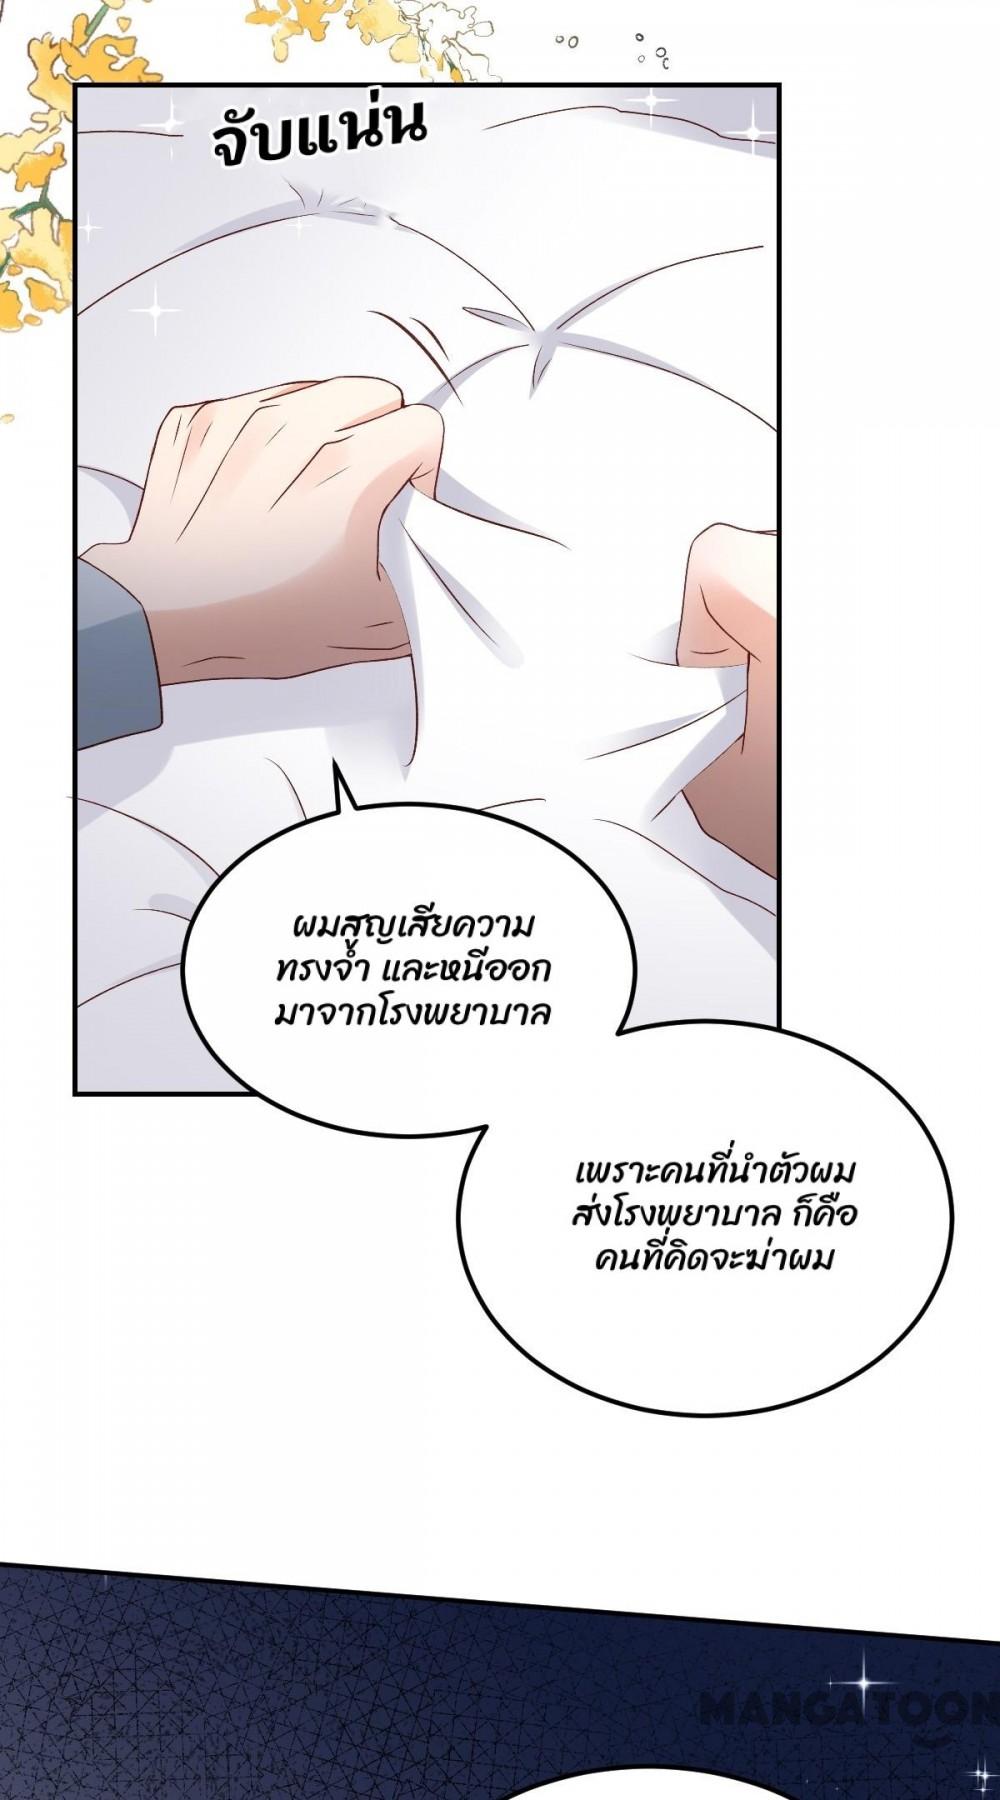 จับแน่น
ผมสูญเสียความ
ทรงจำ และหนีออก
มาจากโรงพยาบาล
เพราะคนที่นำตัวผม
ส่งโรงพยาบาล ก็คือ
คนที่คิดจะฆ่าผม
MANGATOON